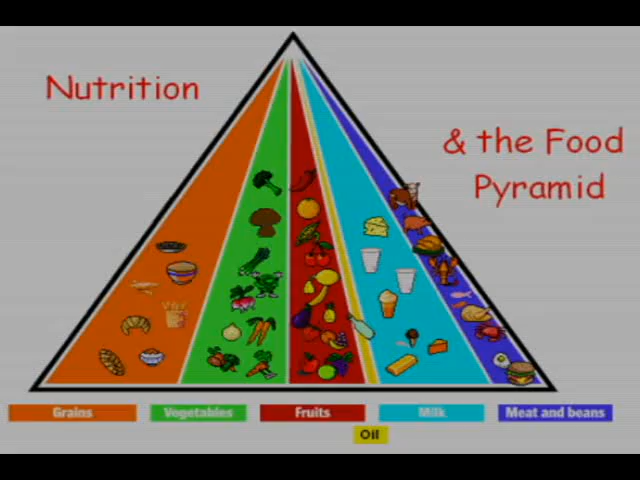 Nutrition
& the Food
Pyramid
Grains
Vegetables
Fruits
Milk
Meat and beans
Oil